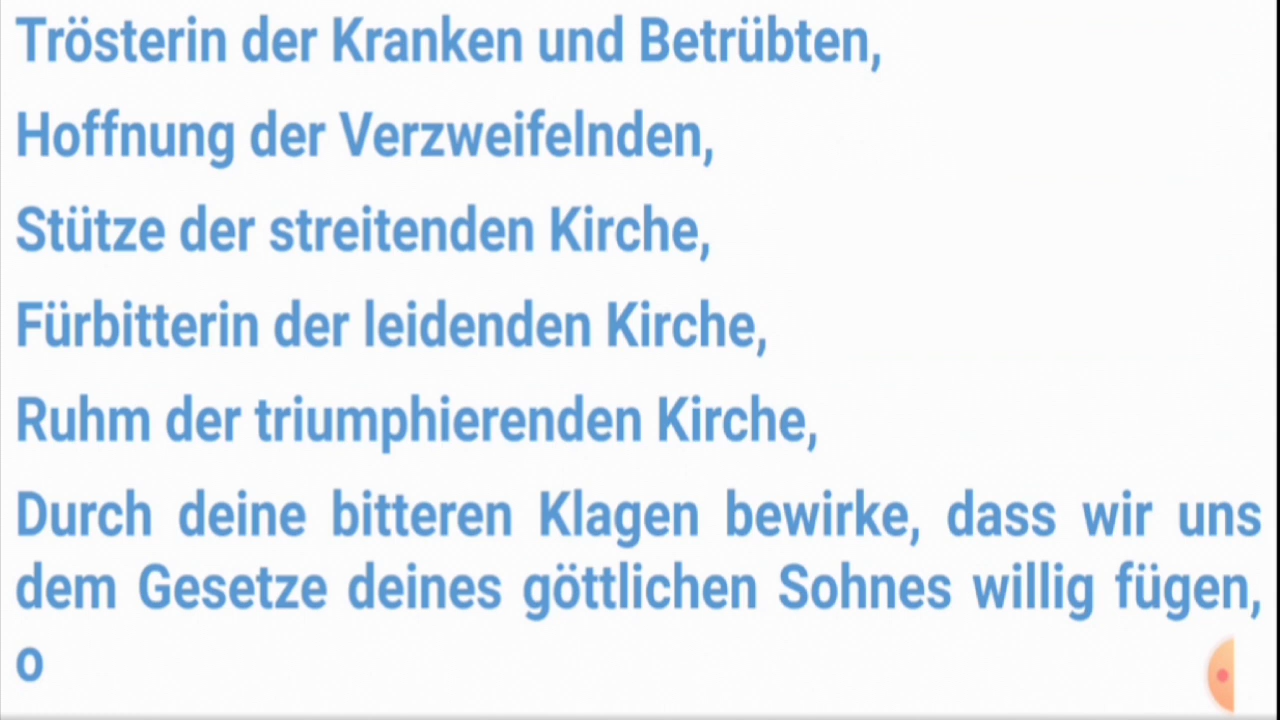 Trösterin der Kranken und Betrübten,
Hoffnung der Verzweifelnden,
Stütze der streitenden Kirche,
Fürbitterin der leidenden Kirche,
Ruhm der triumphierenden Kirche,
Durch deine bitteren Klagen bewirke, dass wir uns
dem Gesetze deines göttlichen Sohnes willig fügen,
o